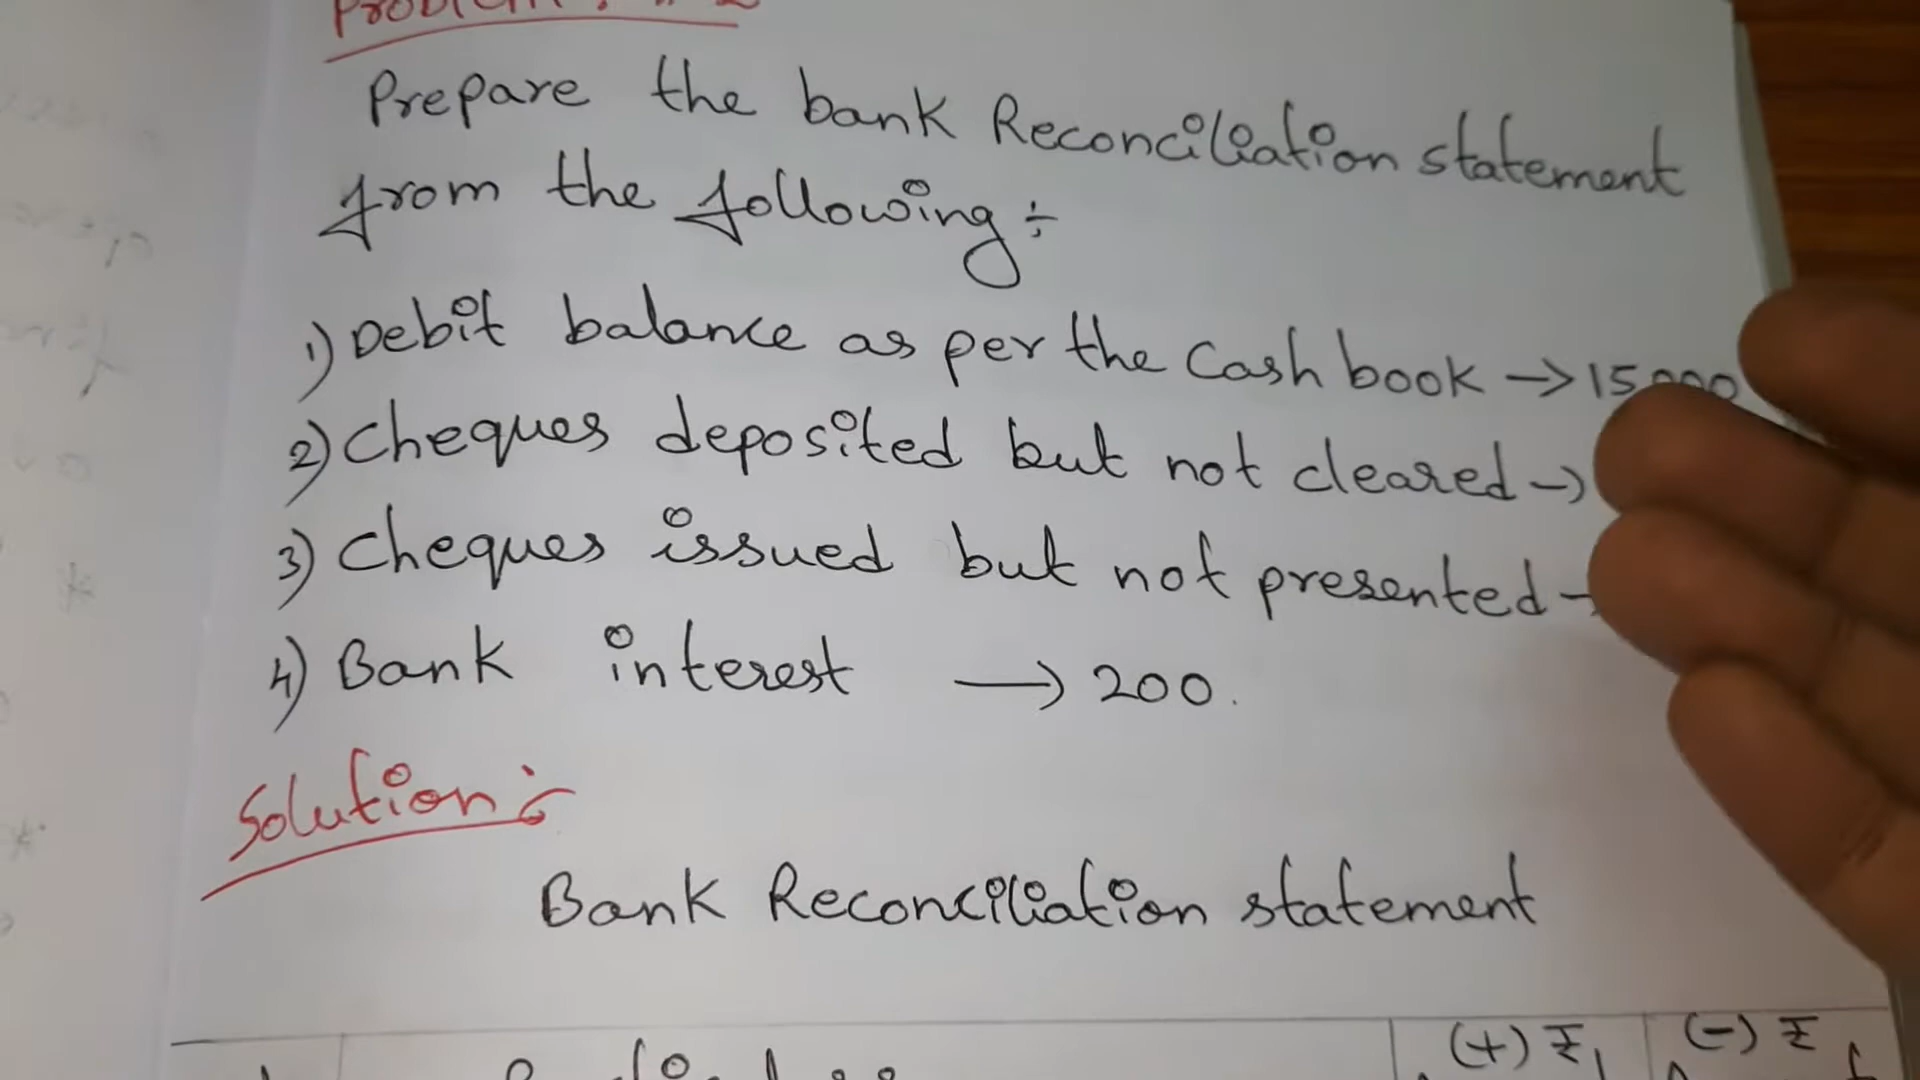 Prepare the bank Reconciliation statement
from the following :-
1) Debit balance as per the Cash book → 15000
2) Cheques deposited but not cleared →
3) Cheques issued but not presented -
4) Bank interest → 200.
Solution :-
Bank Reconciliation statement
(+) ₹ (-) ₹